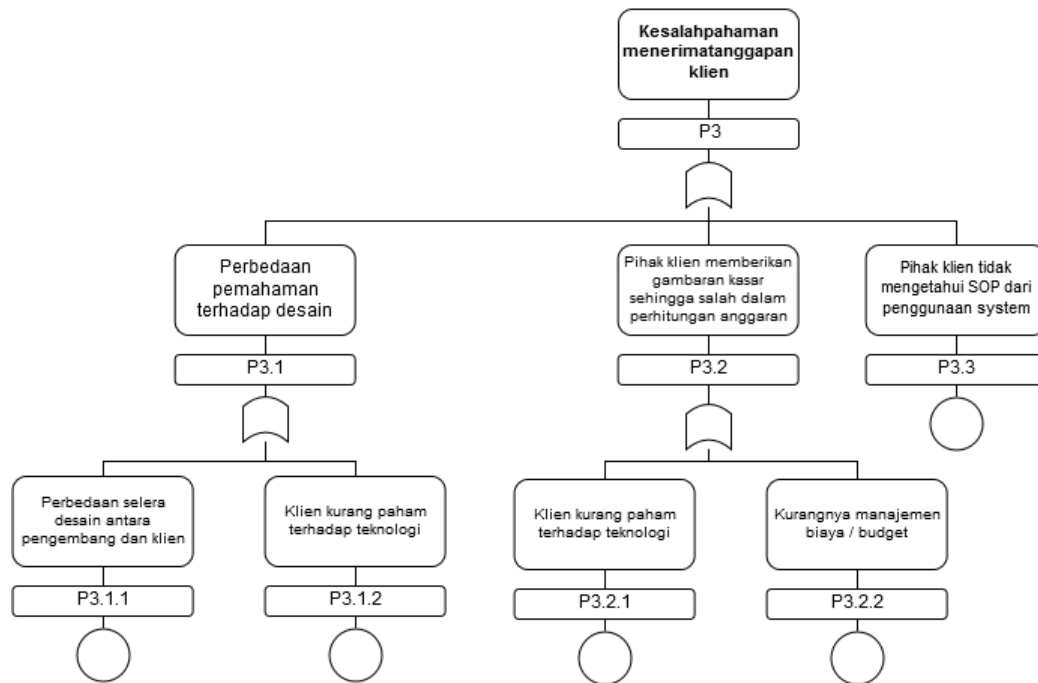 Kesalahpahaman
menerimatanggapan
klien
P3
Perbedaan
pemahaman
terhadap desain
P3.1
Pihak klien memberikan
gambaran kasar
sehingga salah dalam
perhitungan anggaran
P3.2
Pihak klien tidak
mengetahui SOP dari
penggunaan system
P3.3
Perbedaan selera
desain antara
pengembang dan klien
P3.1.1
Klien kurang paham
terhadap teknologi
P3.1.2
Klien kurang paham
terhadap teknologi
P3.2.1
Kurangnya manajemen
biaya / budget
P3.2.2